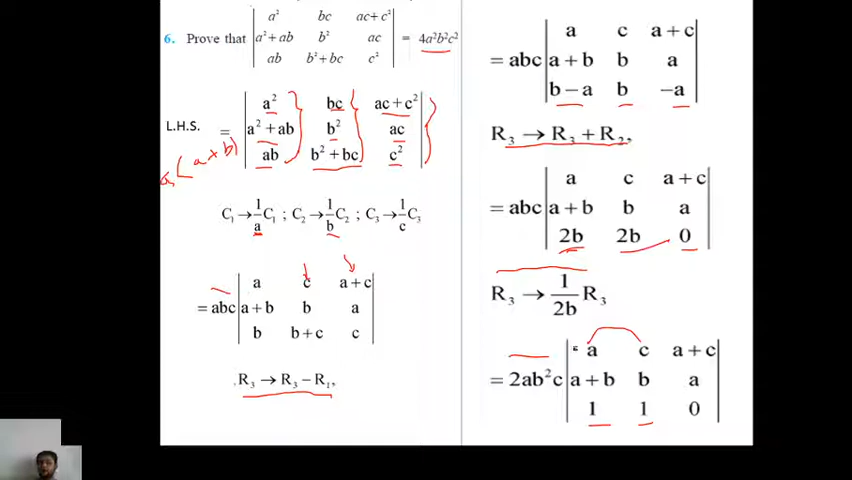 6. Prove that | a² bc ac+c² |
| a²+ab b² ac | = 4a²b²c²
| ab b²+bc c² |
L.H.S. = | a² bc ac+c² |
| a²+ab b² ac |
| ab b²+bc c² |
a(a+b)
C₁→1/a C₁ ; C₂→1/b C₂ ; C₃→1/c C₃
= abc | a c a+c |
| a+b b a |
| b b+c c |
R₃→R₃−R₁,
= abc | a c a+c |
| a+b b a |
| b−a b −a |
R₃→R₃+R₂,
= abc | a c a+c |
| a+b b a |
| 2b 2b 0 |
R₃→1/2b R₃
= 2ab²c | a c a+c |
| a+b b a |
| 1 1 0 |